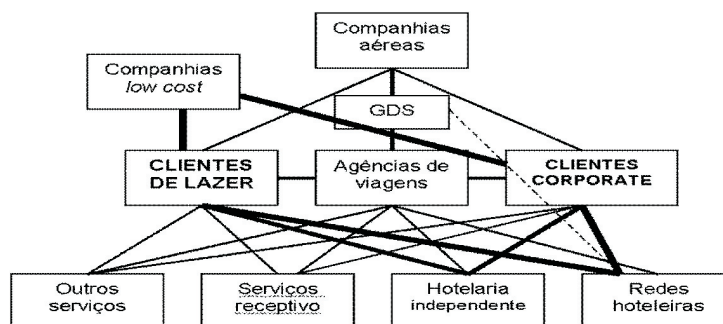 Companhias
aéreas
Companhias
low cost
GDS
CLIENTES
DE LAZER
Agências de
viagens
CLIENTES
CORPORATE
Outros
serviços
Serviços
receptivo
Hotelaria
independente
Redes
hoteleiras